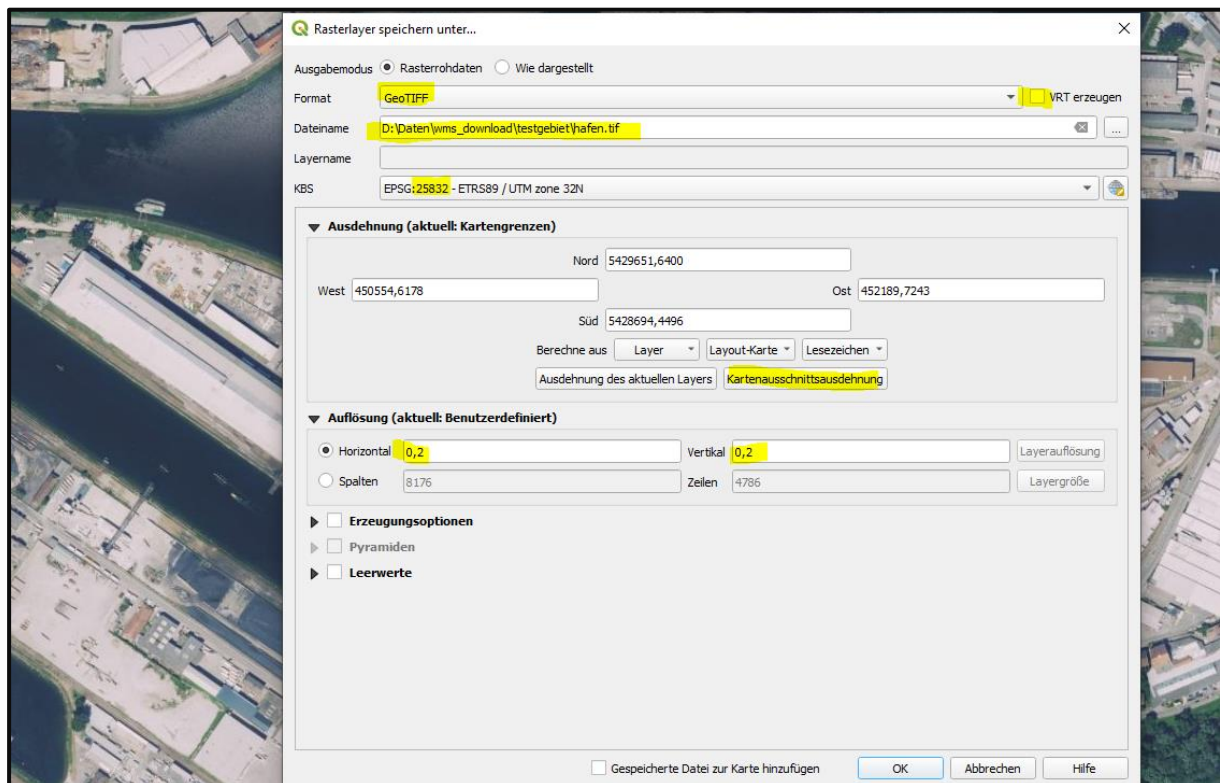 Rasterlayer speichern unter...
Ausgabemodus Rasterrohdaten Wie dargestellt
Format GeoTIFF VRT erzeugen
Dateiname D:\Daten\wms_download\testgebiet\hafen.tif ...
Layername
KBS EPSG:25832 - ETRS89 / UTM zone 32N
Ausdehnung (aktuell: Kartengrenzen)
Nord 5429651,6400
West 450554,6178 Ost 452189,7243
Süd 5428694,4496
Berechne aus Layer Layout-Karte Lesezeichen
Ausdehnung des aktuellen Layers Kartenausschnittsausdehnung
Auflösung (aktuell: Benutzerdefiniert)
Horizontal 0,2 Vertikal 0,2 Layerauflösung
Spalten 8176 Zeilen 4786 Layergröße
Erzeugungsoptionen
Pyramiden
Leerwerte
Gespeicherte Datei zur Karte hinzufügen OK Abbrechen Hilfe